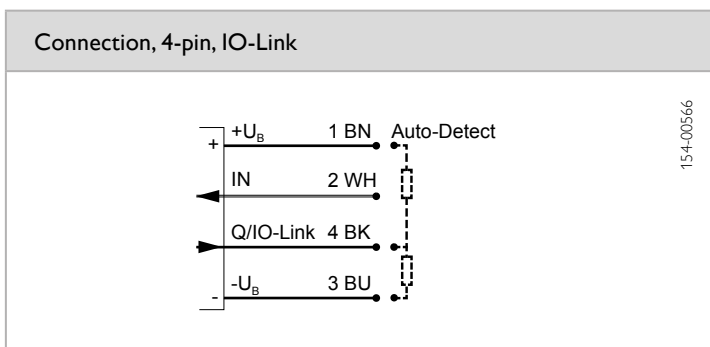 Connection, 4-pin, IO-Link
+U_B 1 BN Auto-Detect
+
IN 2 WH
Q/IO-Link 4 BK
-U_B 3 BU
-
154-00566